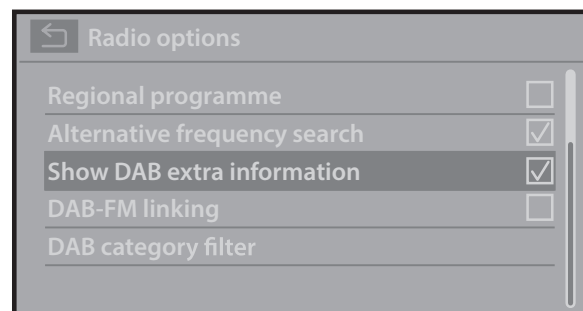 Radio options
Regional programme
Alternative frequency search
Show DAB extra information
DAB-FM linking
DAB category filter